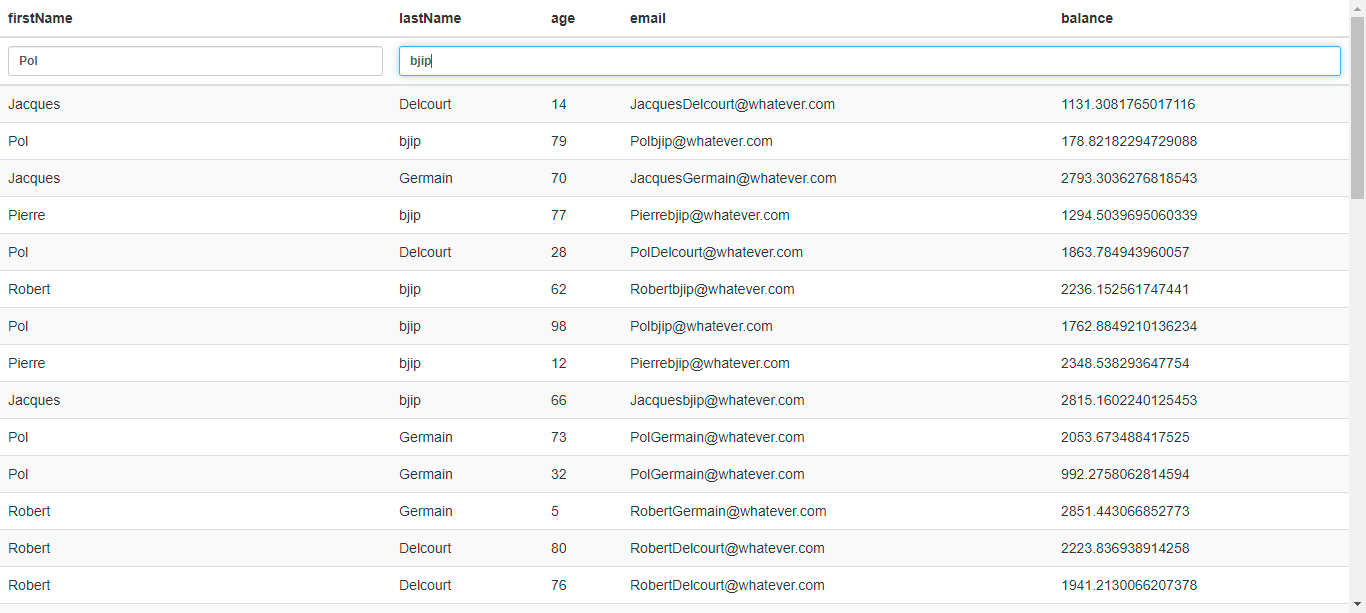 firstName lastName age email balance
Pol bjip
Jacques Delcourt 14 JacquesDelcourt@whatever.com 1131.3081765017116
Pol bjip 79 Polbjip@whatever.com 178.82182294729088
Jacques Germain 70 JacquesGermain@whatever.com 2793.3036276818543
Pierre bjip 77 Pierrebjip@whatever.com 1294.5039695060339
Pol Delcourt 28 PolDelcourt@whatever.com 1863.784943960057
Robert bjip 62 Robertbjip@whatever.com 2236.152561747441
Pol bjip 98 Polbjip@whatever.com 1762.8849210136234
Pierre bjip 12 Pierrebjip@whatever.com 2348.538293647754
Jacques bjip 66 Jacquesbjip@whatever.com 2815.1602240125453
Pol Germain 73 PolGermain@whatever.com 2053.673488417525
Pol Germain 32 PolGermain@whatever.com 992.2758062814594
Robert Germain 5 RobertGermain@whatever.com 2851.443066852773
Robert Delcourt 80 RobertDelcourt@whatever.com 2223.836938914258
Robert Delcourt 76 RobertDelcourt@whatever.com 1941.2130066207378